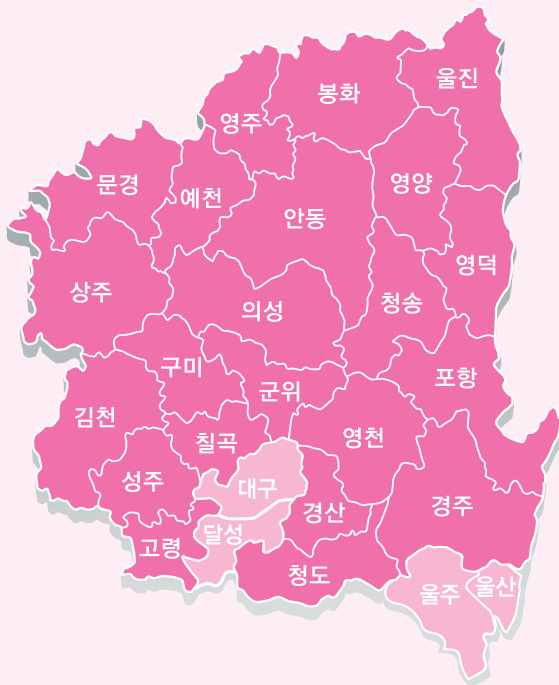 울진
봉화
영주
문경
예천
영양
안동
영덕
상주
청송
의성
구미
군위
포항
김천
칠곡
영천
성주
대구
경산
경주
고령
달성
청도
울주
울산